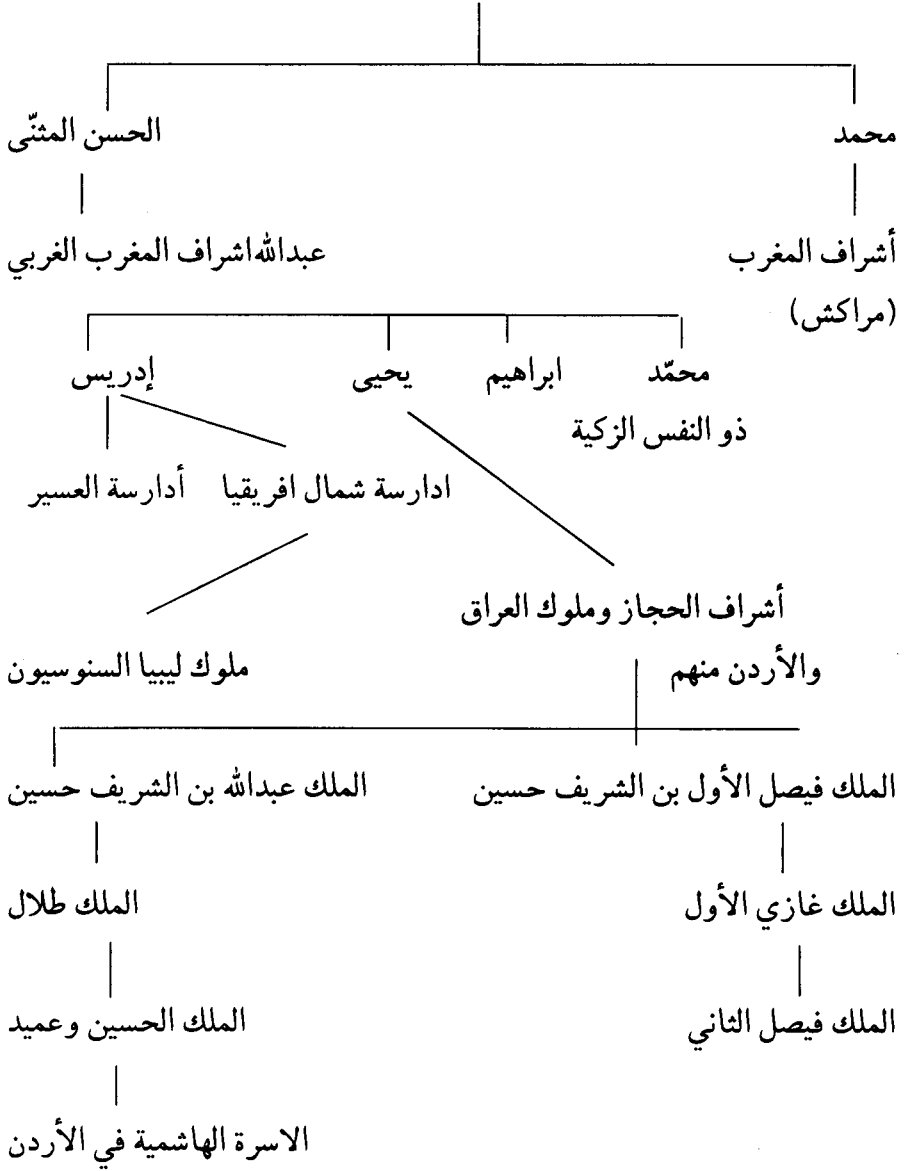 محمد الحسن المثنّى
أشراف المغرب عبدالله اشراف المغرب الغربي
(مراكش)
محمّد ابراهيم يحيى إدريس
ذو النفس الزكية
ادارسة شمال افريقيا أدارسة العسير
أشراف الحجاز وملوك العراق
والأردن منهم ملوك ليبيا السنوسيون
الملك فيصل الأول بن الشريف حسين الملك عبدالله بن الشريف حسين
الملك غازي الأول الملك طلال
الملك فيصل الثاني الملك الحسين وعميد
الاسرة الهاشمية في الأردن